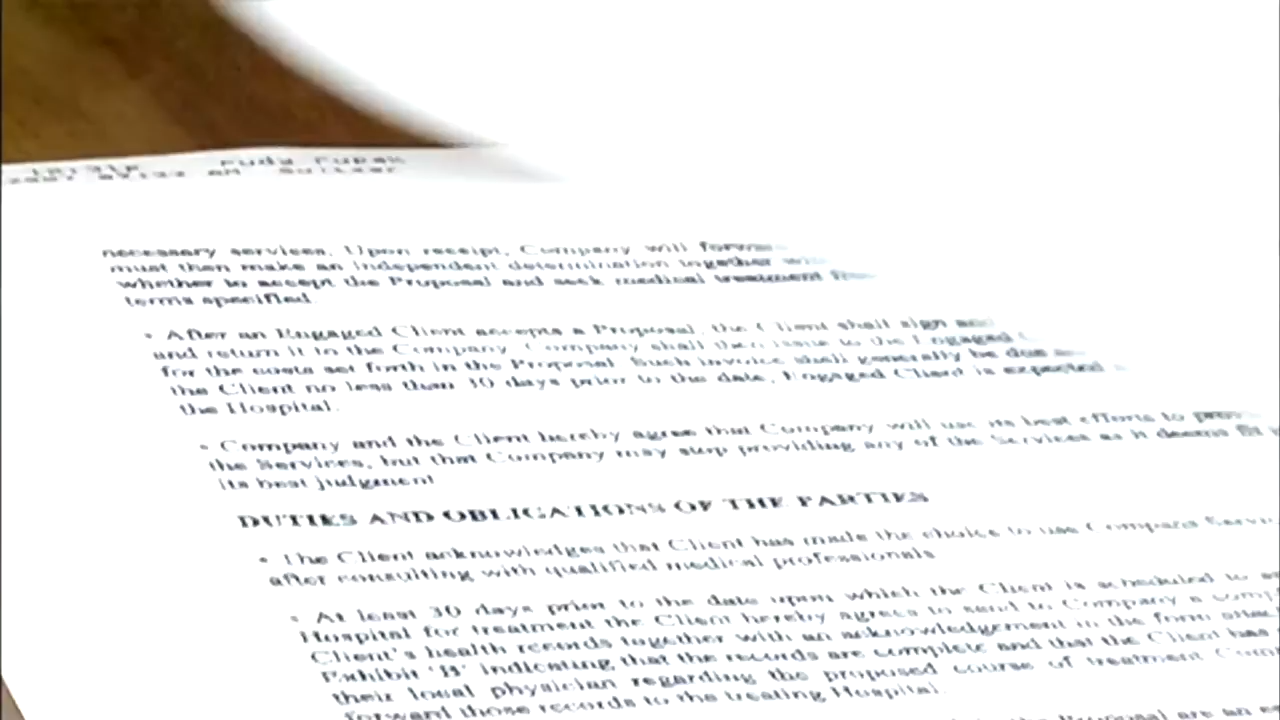 necessary services. Upon receipt, Company will
must then make an independent determination together
whether to accept the Proposal and seek medical treatment
terms specified.
• After an Engaged Client accepts a Proposal, the Client shall sign
and return it to the Company. Company shall then issue to the Engaged
for the costs set forth in the Proposal. Such invoice shall generally be due
the Client no less than 30 days prior to the date, Engaged Client is expected
the Hospital.
• Company and the Client hereby agree that Company will use its best efforts to
the Services, but that Company may stop providing any of the Services as it deems fit
its best judgment
DUTIES AND OBLIGATIONS OF THE PARTIES
• The Client acknowledges that Client has made the choice to use Company
after consulting with qualified medical professionals
• At least 30 days prior to the date upon which the Client is scheduled to
Hospital for treatment the Client hereby agrees to send to Company a
Client's health records together with an acknowledgement in the form
Exhibit 'B' indicating that the records are complete and that the Client has
their local physician regarding the proposed course of treatment
forward those records to the treating Hospital.
are an